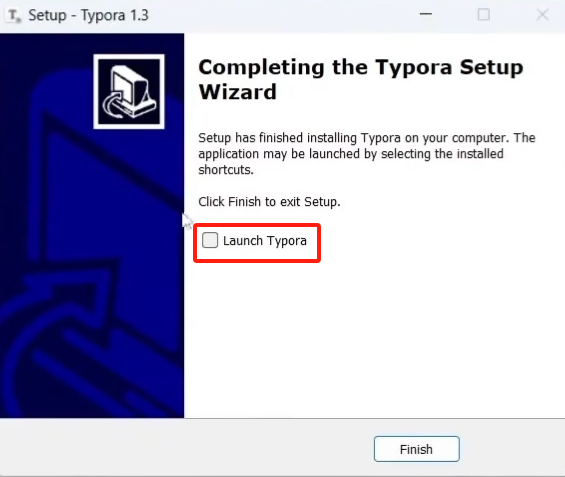 Setup - Typora 1.3
Completing the Typora Setup
Wizard
Setup has finished installing Typora on your computer. The
application may be launched by selecting the installed
shortcuts.
Click Finish to exit Setup.
Launch Typora
Finish